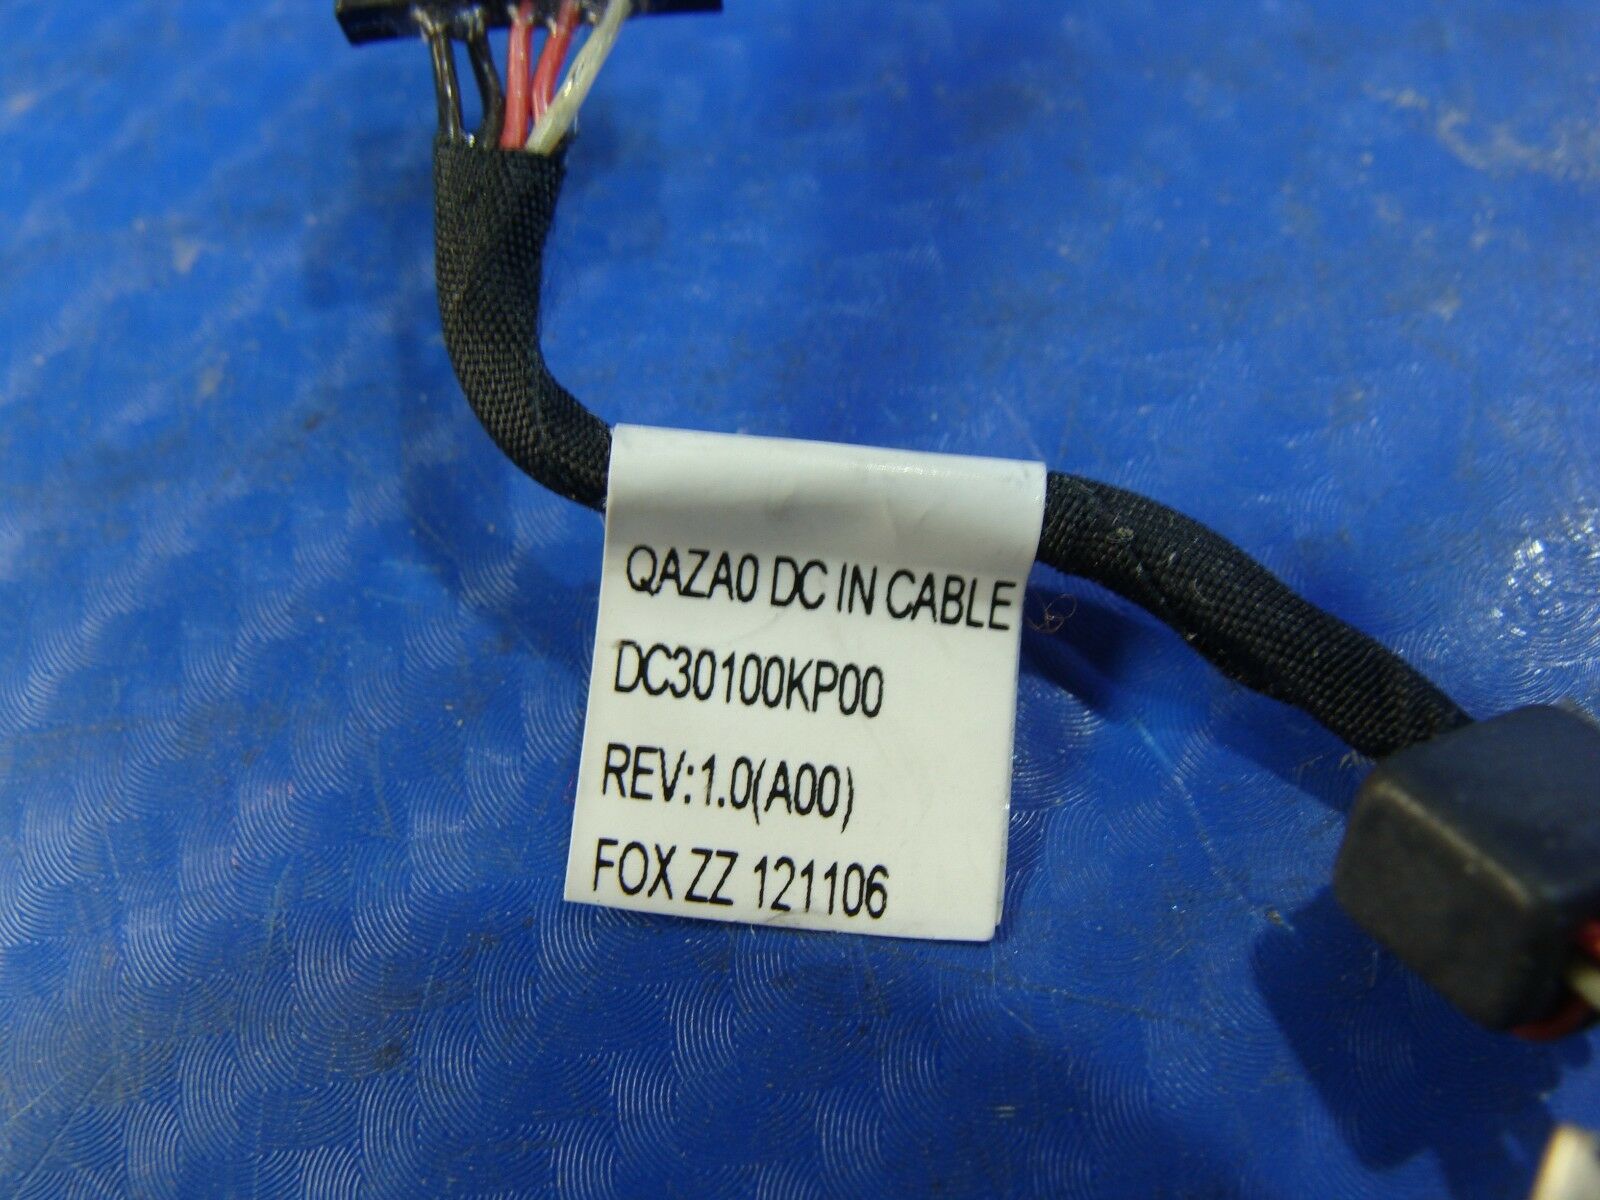 QAZA0 DC IN CABLE
DC30100KP00
REV:1.0(A00)
FOX ZZ 121106